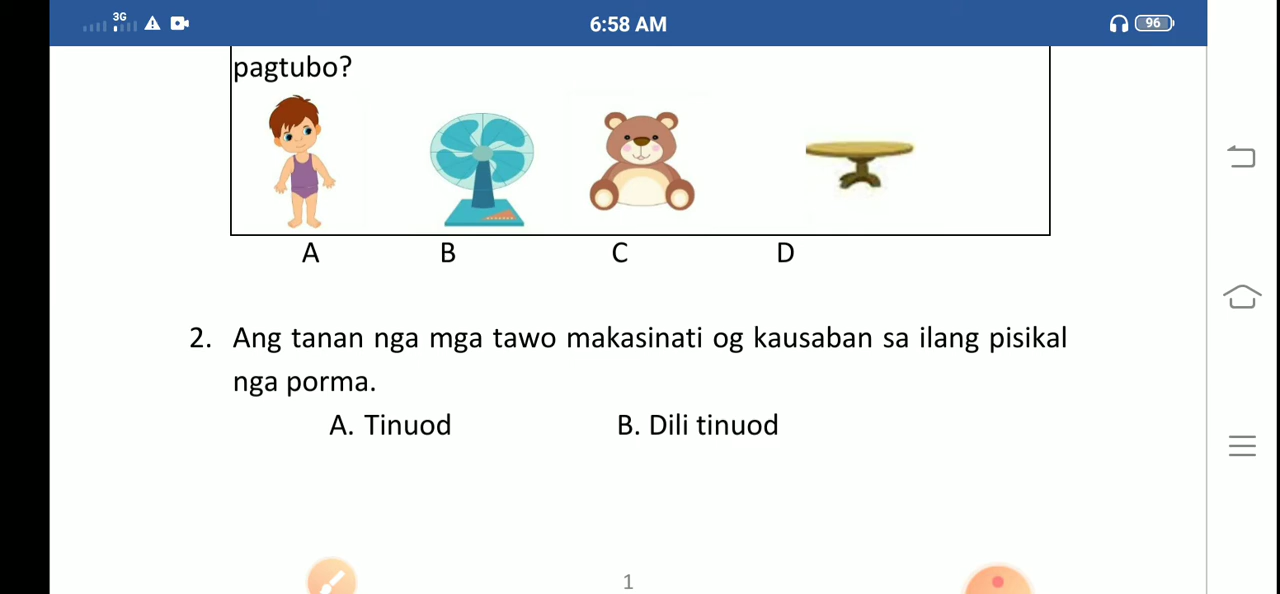 3G 6:58 AM 96
pagtubo?
A B C D
2. Ang tanan nga mga tawo makasinati og kausaban sa ilang pisikal
nga porma.
A. Tinuod B. Dili tinuod
1